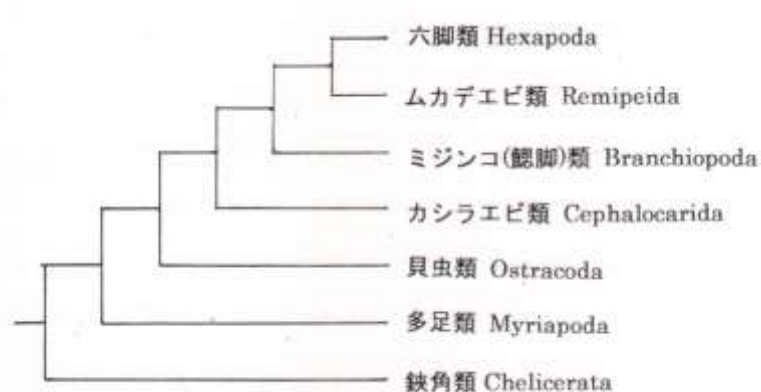 六脚類 Hexapoda
ムカデエビ類 Remipeida
ミジンコ(鰓脚)類 Branchiopoda
カシラエビ類 Cephalocarida
貝虫類 Ostracoda
多足類 Myriapoda
鋏角類 Chelicerata